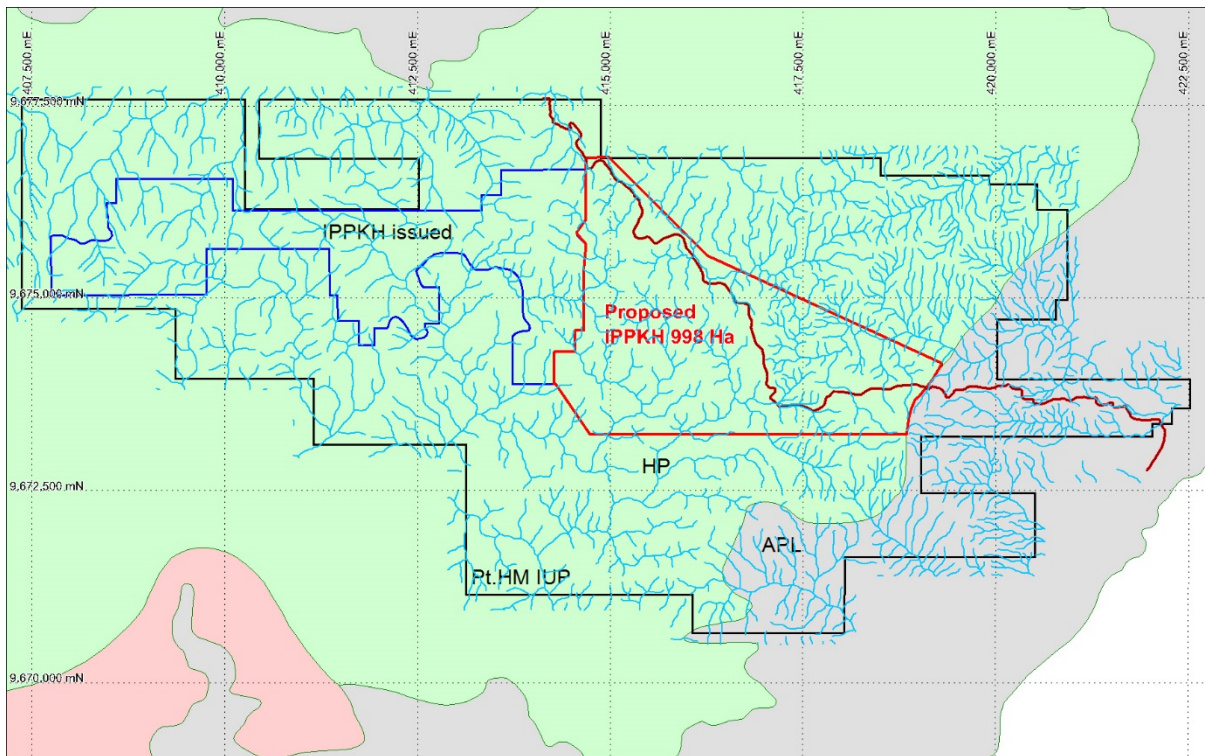 407,500 mE
410,000 mE
412,500 mE
415,000 mE
417,500 mE
420,000 mE
422,500 mE
9,677,500 mN
IPPKH issued
9,675,000 mN
Proposed
IPPKH 998 Ha
HP
9,672,500 mN
APL
Pt.HM IUP
9,670,000 mN